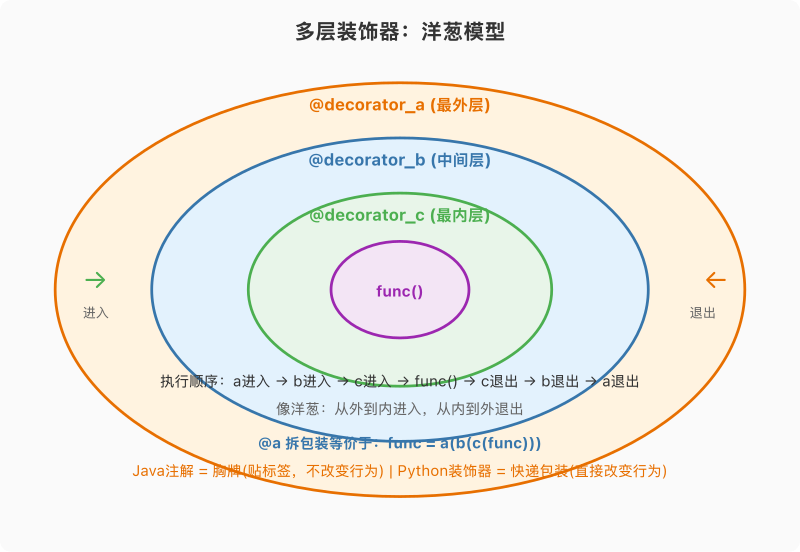 多层装饰器：洋葱模型
@decorator_a (最外层)
@decorator_b (中间层)
@decorator_c (最内层)
→
←
func()
进入
退出
执行顺序：a进入 → b进入 → c进入 → func() → c退出 → b退出 → a退出
像洋葱：从外到内进入，从内到外退出
@a 拆包装等价于：func = a(b(c(func)))
Java注解 = 胸牌(贴标签，不改变行为) | Python装饰器 = 快递包装(直接改变行为)